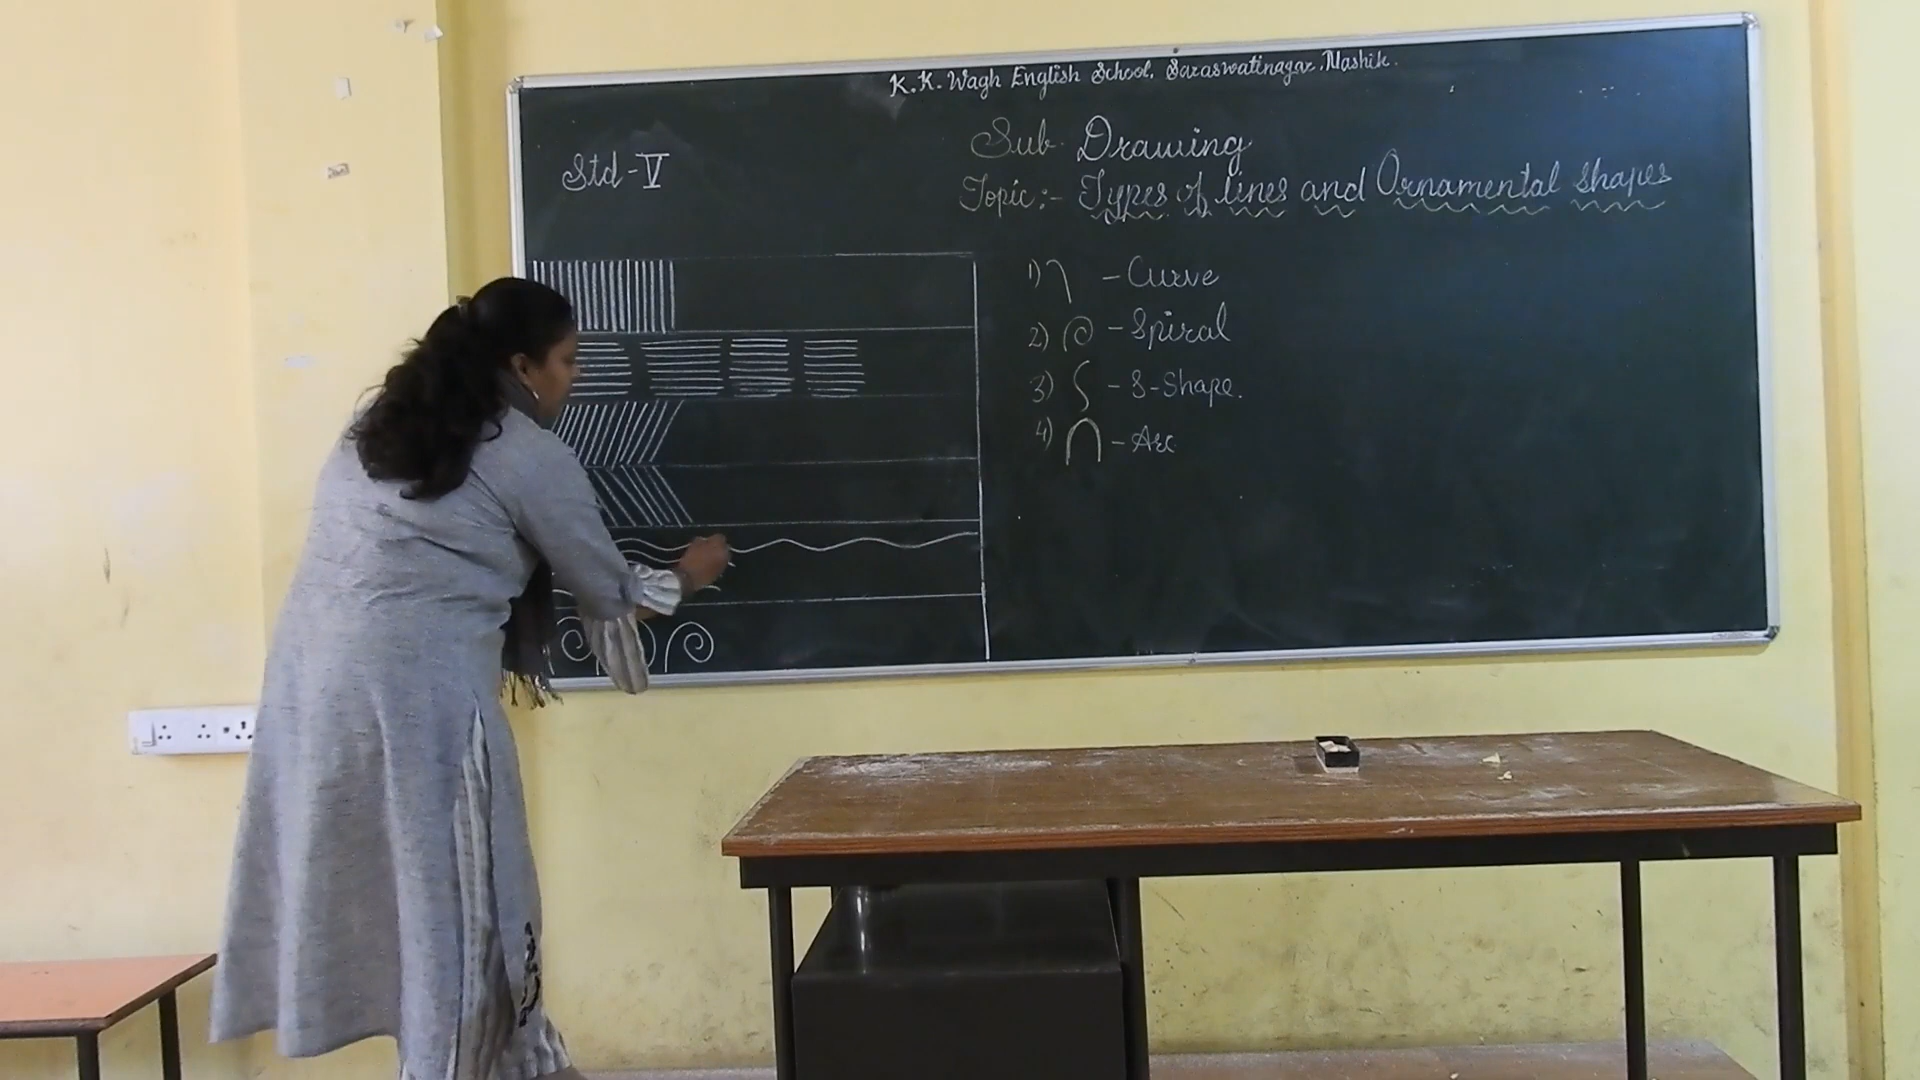 K.K. Wagh English School, Saraswatinagar, Nashik.
Std-V
Sub- Drawing
Topic:- Types of lines and Ornamental shapes
1) - Curve
2) - Spiral
3) - S-Shape.
4) - Arc